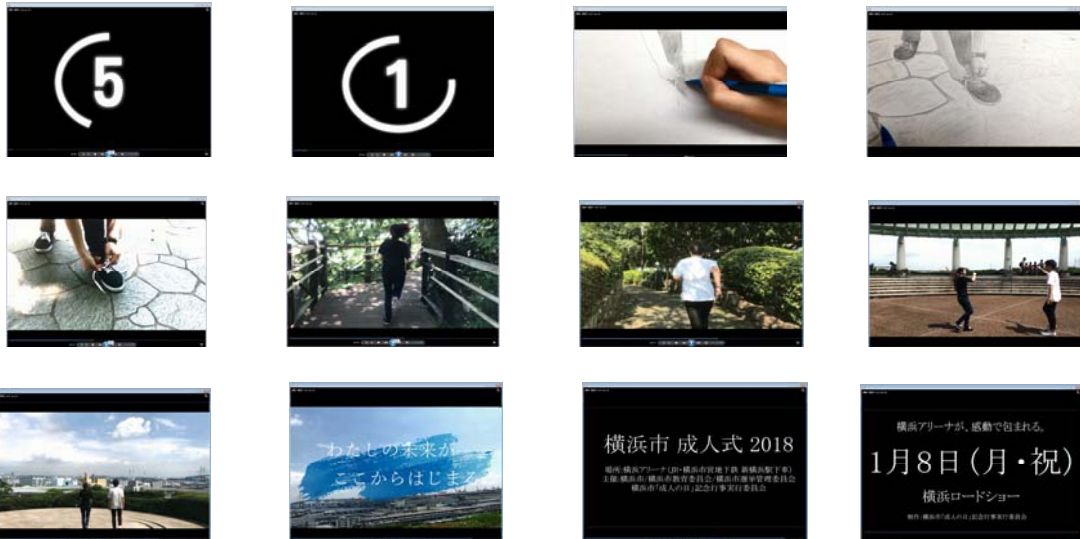 5
1
わたしの未来が
ここからはじまる
横浜市 成人式 2018
場所:横浜アリーナ(JR・横浜市営地下鉄 新横浜駅下車)
主催:横浜市/横浜市教育委員会/横浜市選挙管理委員会
横浜市「成人の日」記念行事実行委員会
横浜アリーナが、感動で包まれる。
1月8日(月・祝)
横浜ロードショー
制作:横浜市「成人の日」記念行事実行委員会